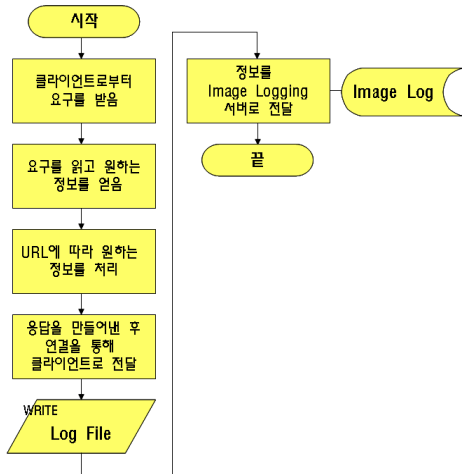 시작
클라이언트로부터
요구를 받음
요구를 읽고 원하는
정보를 얻음
URL에 따라 원하는
정보를 처리
응답을 만들어낸 후
연결을 통해
클라이언트로 전달
WRITE
Log File
정보를
Image Logging
서버로 전달
Image Log
끝